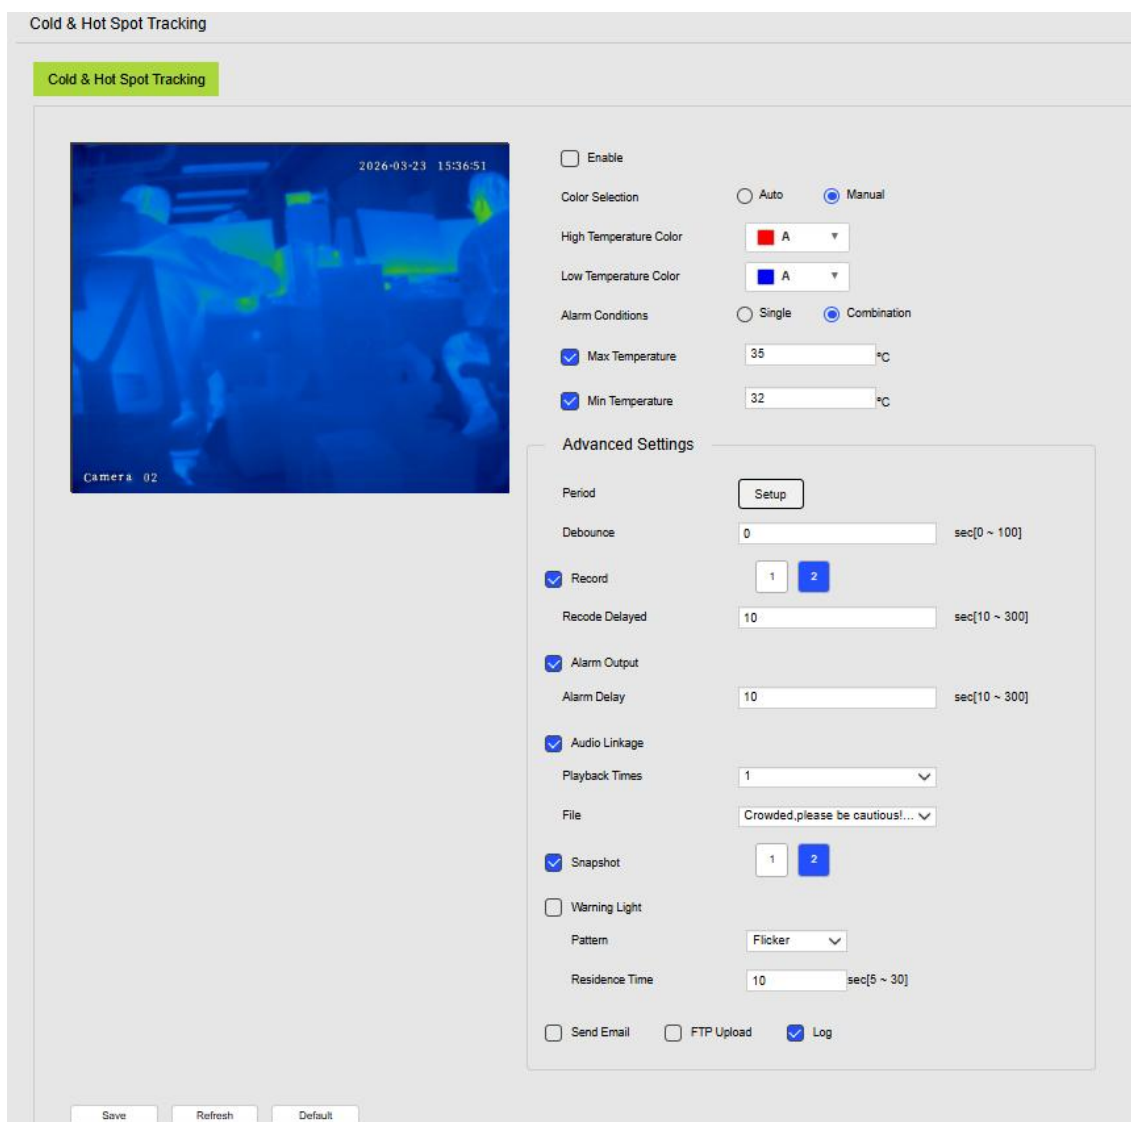 Cold & Hot Spot Tracking
Cold & Hot Spot Tracking
2026-03-23 15:36:51
Camera 02
Enable
Color Selection Auto Manual
High Temperature Color A
Low Temperature Color A
Alarm Conditions Single Combination
Max Temperature 35 °C
Min Temperature 32 °C
Advanced Settings
Period Setup
Debounce 0 sec[0 ~ 100]
Record 1 2
Recode Delayed 10 sec[10 ~ 300]
Alarm Output
Alarm Delay 10 sec[10 ~ 300]
Audio Linkage
Playback Times 1
File Crowded,please be cautious!...
Snapshot 1 2
Warning Light
Pattern Flicker
Residence Time 10 sec[5 ~ 30]
Send Email FTP Upload Log
Save Refresh Default